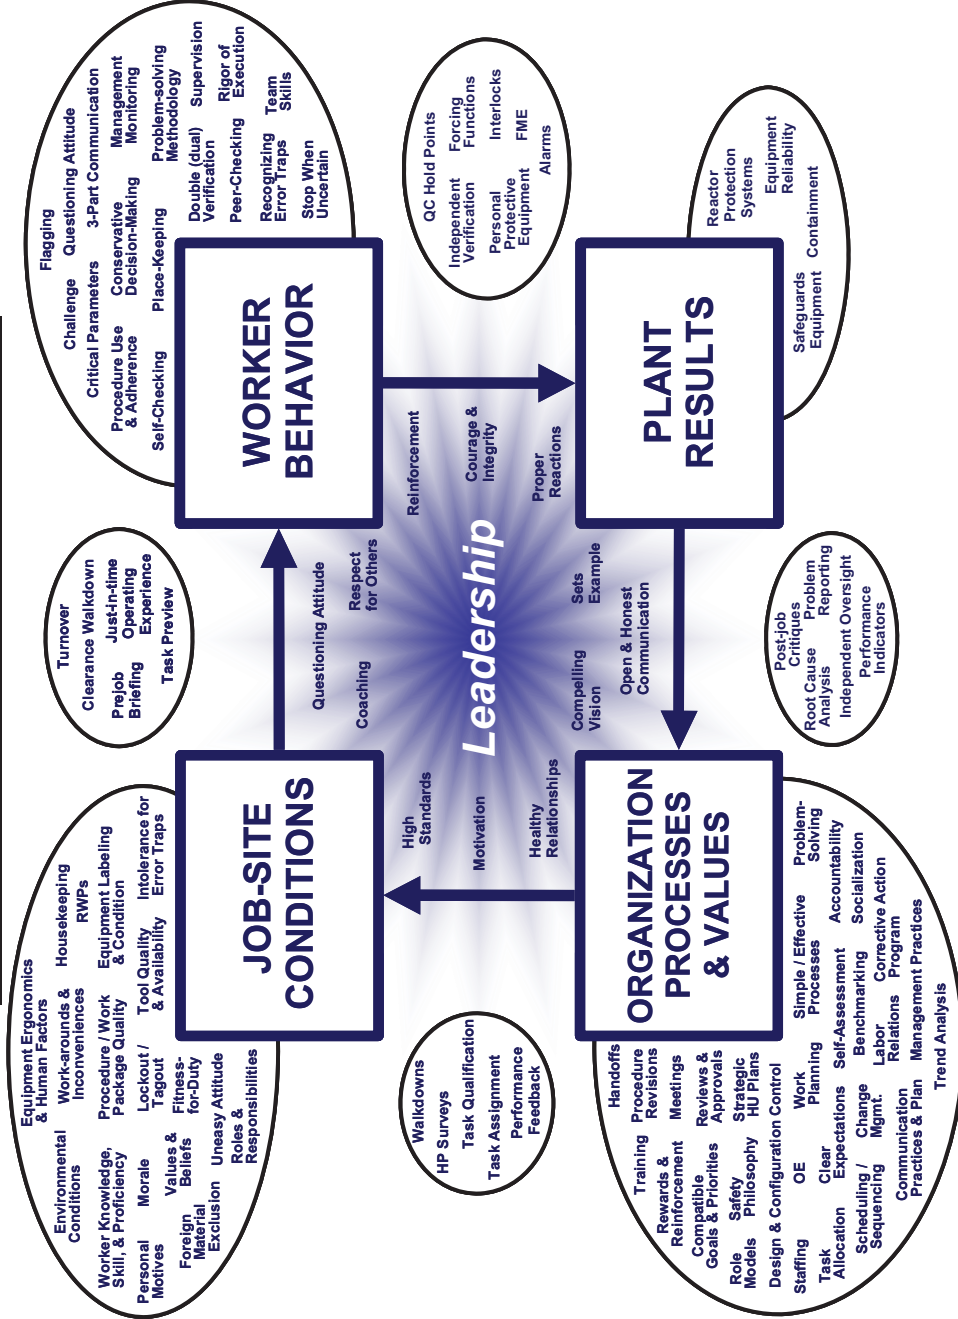 Equipment Ergonomics
& Human Factors
Environmental
Conditions
Work-arounds &
Inconveniences
Housekeeping
RWPs
Worker Knowledge,
Skill, & Proficiency
Procedure / Work
Package Quality
Equipment Labeling
& Condition
Personal
Motives
Morale
Lockout /
Tagout
Tool Quality
& Availability
Intolerance for
Error Traps
Values &
Beliefs
Fitness-
for-Duty
Foreign
Material
Exclusion
Uneasy Attitude
Roles &
Responsibilities
JOB-SITE
CONDITIONS
Turnover
Clearance Walkdown
Prejob
Briefing
Just-in-time
Operating
Experience
Task Preview
Flagging
Challenge
Questioning Attitude
Critical Parameters
3-Part Communication
Procedure Use
& Adherence
Conservative
Decision-Making
Management
Monitoring
Self-Checking
Place-Keeping
Problem-solving
Methodology
Double (dual)
Verification
Supervision
Peer-Checking
Rigor of
Execution
Recognizing
Error Traps
Team
Skills
Stop When
Uncertain
WORKER
BEHAVIOR
Questioning Attitude
Coaching
Respect
for Others
High
Standards
Motivation
Healthy
Relationships
Leadership
Reinforcement
Courage &
Integrity
Proper
Reactions
Compelling
Vision
Sets
Example
Open & Honest
Communication
Walkdowns
HP Surveys
Task Qualification
Task Assignment
Performance
Feedback
QC Hold Points
Independent
Verification
Forcing
Functions
Personal
Protective
Equipment
Interlocks
FME
Alarms
ORGANIZATION
PROCESSES
& VALUES
Handoffs
Training
Procedure
Revisions
Rewards &
Reinforcement
Meetings
Compatible
Goals & Priorities
Reviews &
Approvals
Role
Models
Safety
Philosophy
Strategic
HU Plans
Design & Configuration Control
Staffing
OE
Work
Planning
Simple / Effective
Processes
Problem-
Solving
Task
Allocation
Clear
Expectations
Self-Assessment
Accountability
Scheduling /
Sequencing
Change
Mgmt.
Benchmarking
Socialization
Labor
Relations
Corrective Action
Program
Communication
Practices & Plan
Management Practices
Trend Analysis
Post-job
Critiques
Root Cause
Analysis
Problem
Reporting
Independent Oversight
Performance
Indicators
PLANT
RESULTS
Reactor
Protection
Systems
Equipment
Reliability
Safeguards
Equipment
Containment